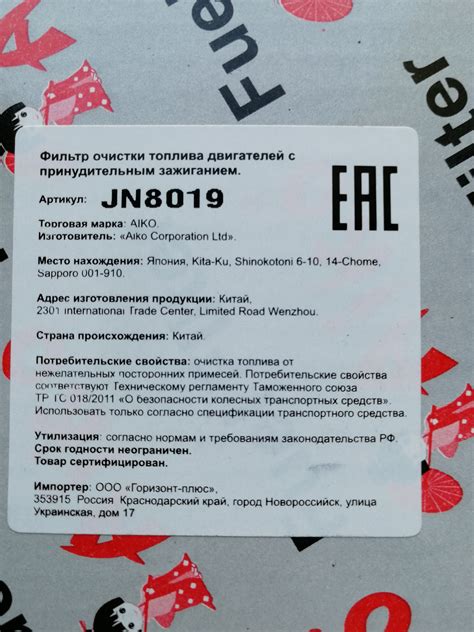 Fuel
Filter
Фильтр очистки топлива двигателей с
принудительным зажиганием.
Артикул: JN8019
EAC
Торговая марка: AIKO.
Изготовитель: «Aiko Corporation Ltd».
Место нахождения: Япония, Kita-Ku, Shinokotoni 6-10, 14-Chome,
Sapporo 001-910.
Адрес изготовления продукции: Китай,
2301 International Trade Center, Limited Road Wenzhou.
Страна происхождения: Китай.
Потребительские свойства: очистка топлива от
нежелательных посторонних примесей. Потребительские свойства
соответствуют Техническому регламенту Таможенного союза
ТР ТС 018/2011 «О безопасности колесных транспортных средств».
Использовать только согласно спецификации транспортного средства.
Утилизация: согласно нормам и требованиям законодательства РФ.
Срок годности неограничен.
Товар сертифицирован.
Импортер: ООО «Горизонт-плюс»,
353915 Россия Краснодарский край, город Новороссийск, улица
Украинская, дом 17